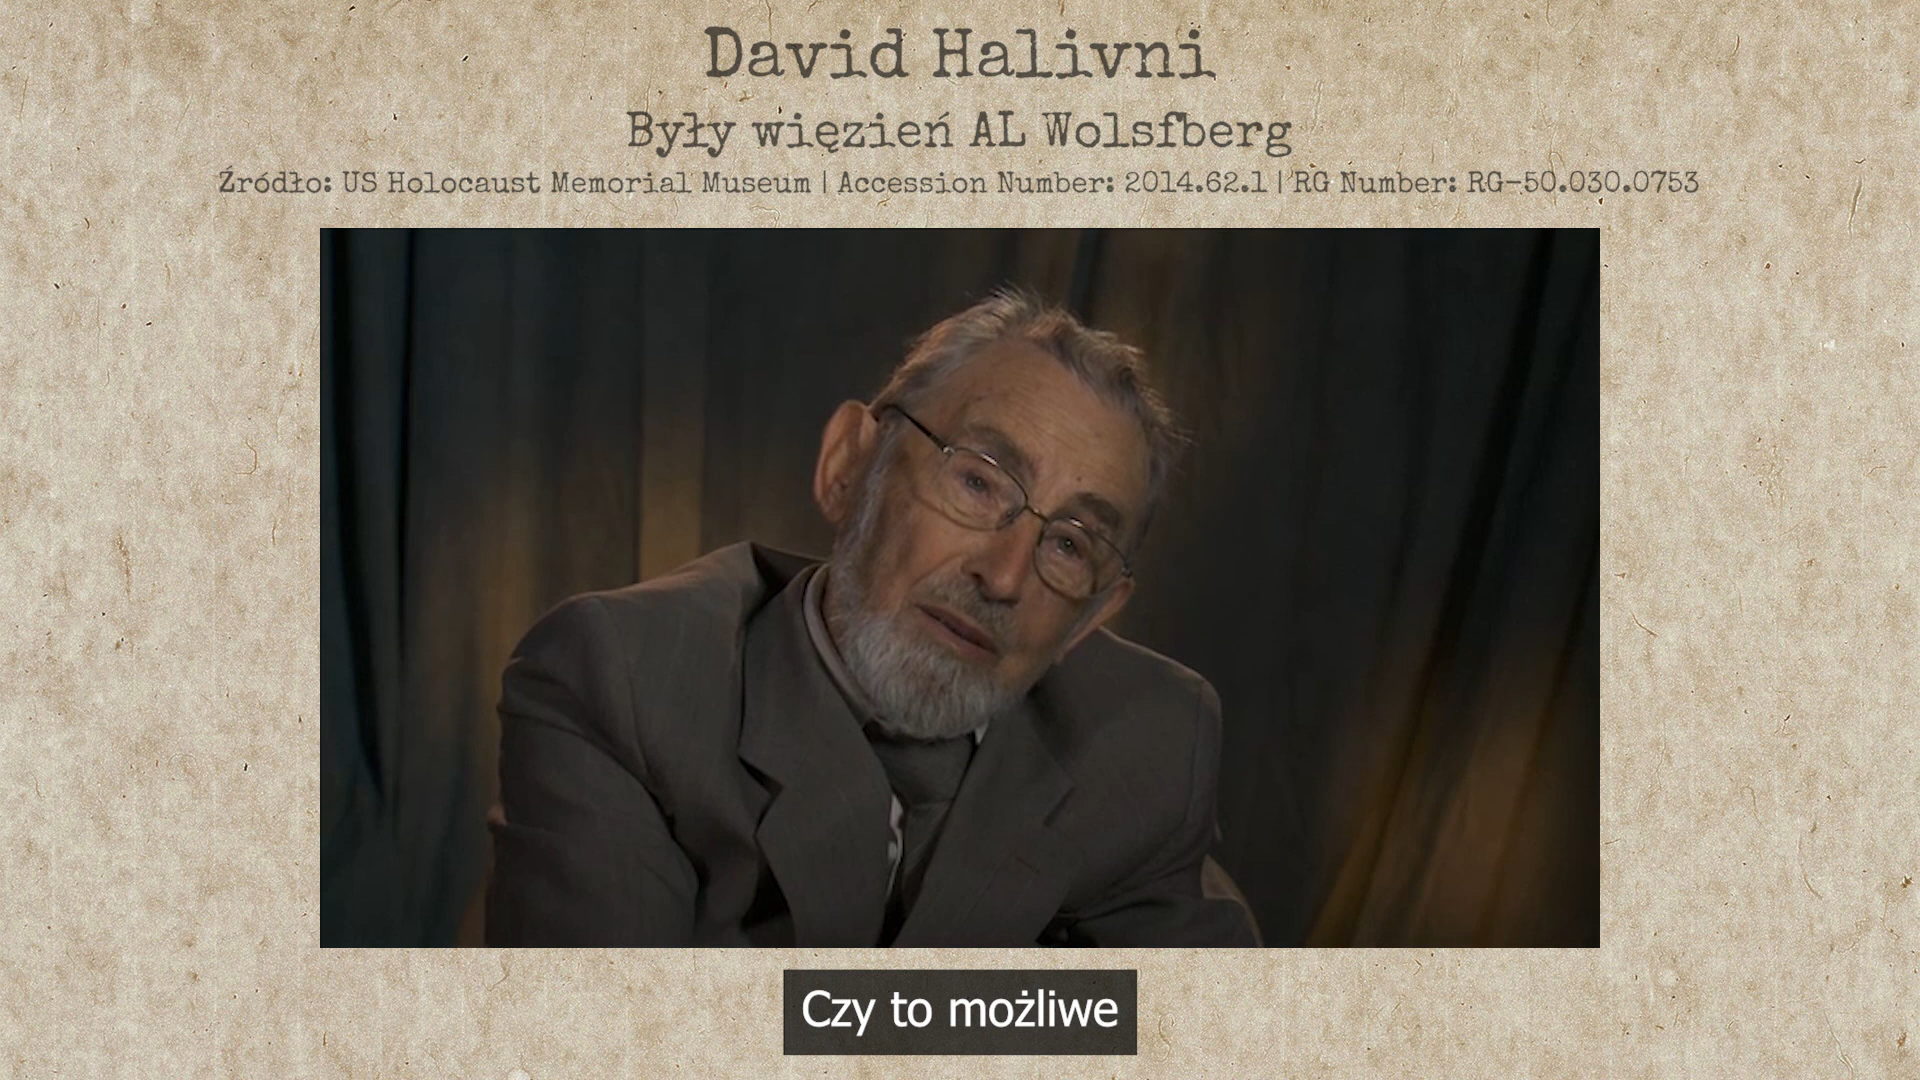 David Halivni
Były więzień AL Wolsfberg
Źródło: US Holocaust Memorial Museum | Accession Number: 2014.62.1 | RG Number: RG-50.030.0753
Czy to możliwe